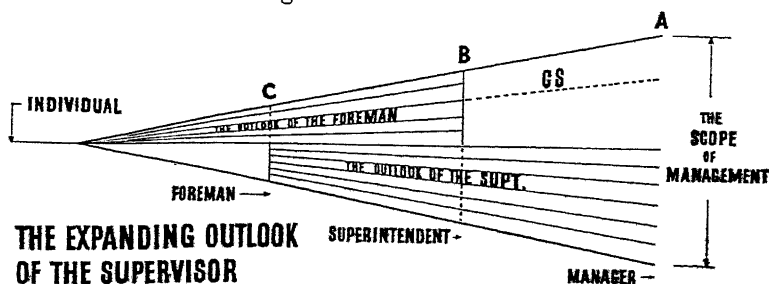 A
B
GS
C
INDIVIDUAL
THE OUTLOOK OF THE FOREMAN
THE
SCOPE
OF
MANAGEMENT
THE OUTLOOK OF THE SUPT.
FOREMAN
THE EXPANDING OUTLOOK
OF THE SUPERVISOR
SUPERINTENDENT
MANAGER